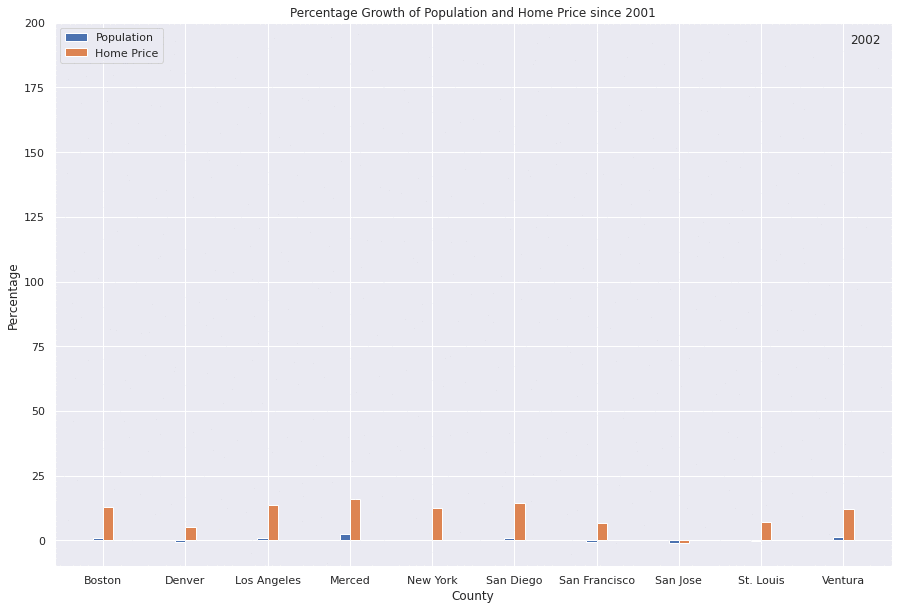 Percentage Growth of Population and Home Price since 2001
Population
Home Price
2002
200
175
150
125
100
75
50
25
0
Percentage
Boston Denver Los Angeles Merced New York San Diego San Francisco San Jose St. Louis Ventura
County